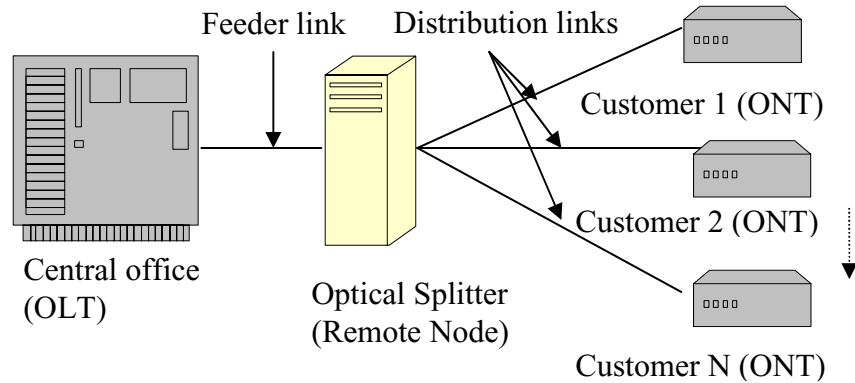 Feeder link
Distribution links
Customer 1 (ONT)
Customer 2 (ONT)
Central office
(OLT)
Optical Splitter
(Remote Node)
Customer N (ONT)